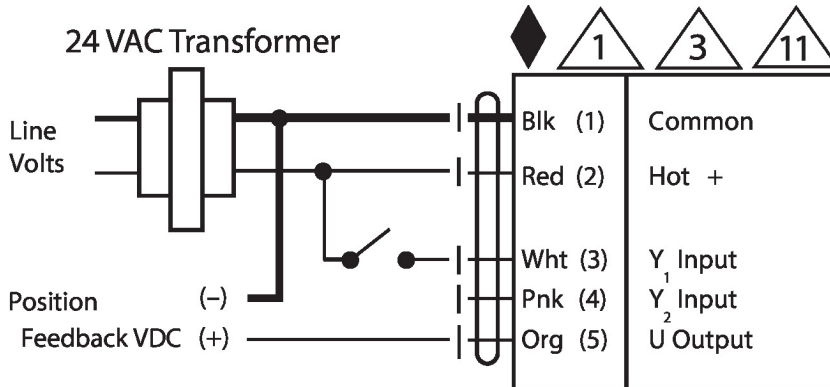 24 VAC Transformer
1 3 11
Line
Volts
Blk (1) Common
Red (2) Hot +
Wht (3) Y1 Input
Pnk (4) Y2 Input
Org (5) U Output
Position (–)
Feedback VDC (+)